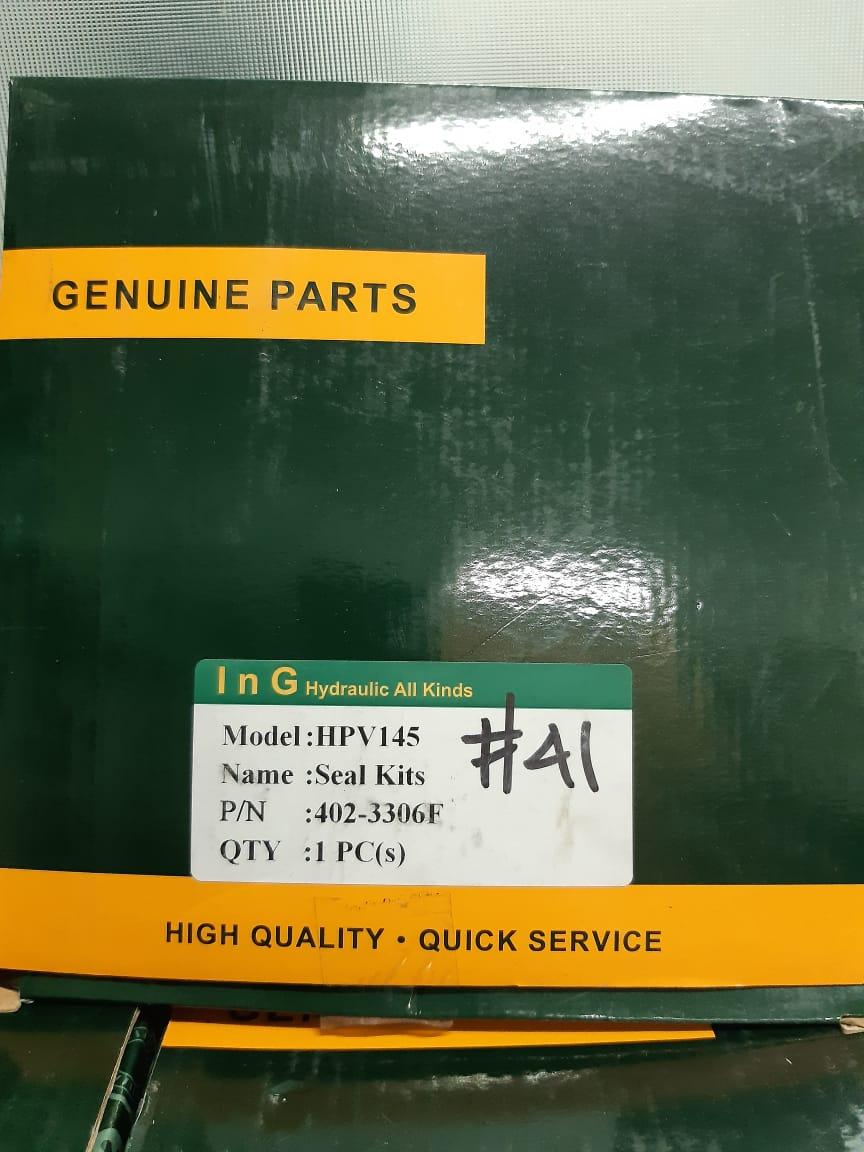 GENUINE PARTS
InG Hydraulic All Kinds
Model :HPV145
#41
Name :Seal Kits
P/N :402-3306F
QTY :1 PC(s)
HIGH QUALITY • QUICK SERVICE